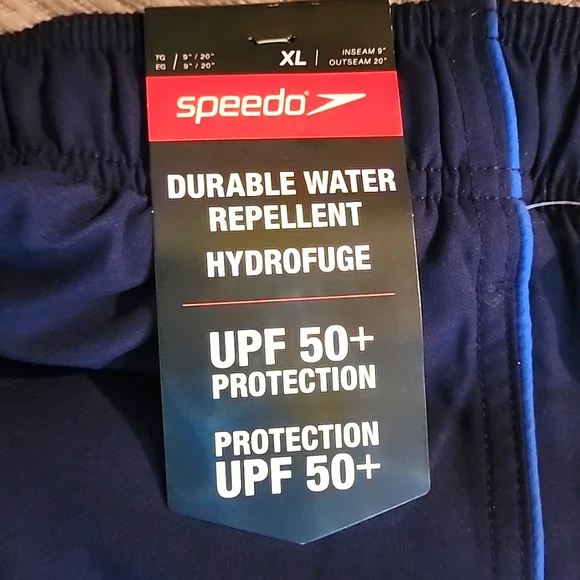 TG / 9" / 20"
EG / 9" / 20"
XL
INSEAM 9"
OUTSEAM 20"
speedo
DURABLE WATER
REPELLENT
HYDROFUGE
UPF 50+
PROTECTION
PROTECTION
UPF 50+